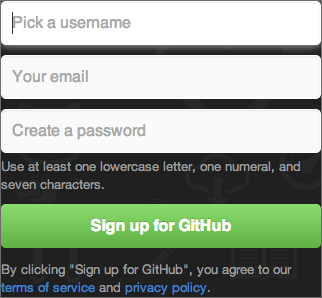 Pick a username
Your email
Create a password
Use at least one lowercase letter, one numeral, and
seven characters.
Sign up for GitHub
By clicking "Sign up for GitHub", you agree to our
terms of service and privacy policy.